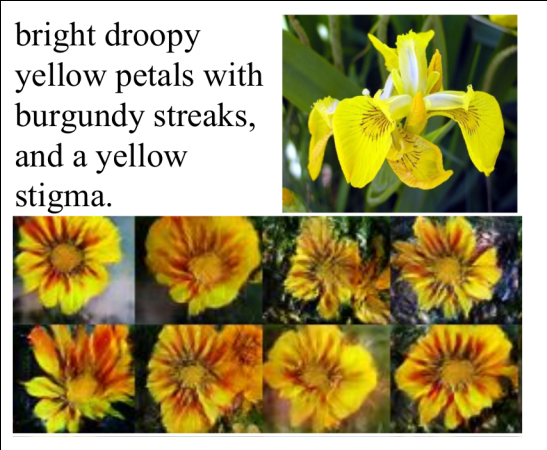 bright droopy
yellow petals with
burgundy streaks,
and a yellow
stigma.